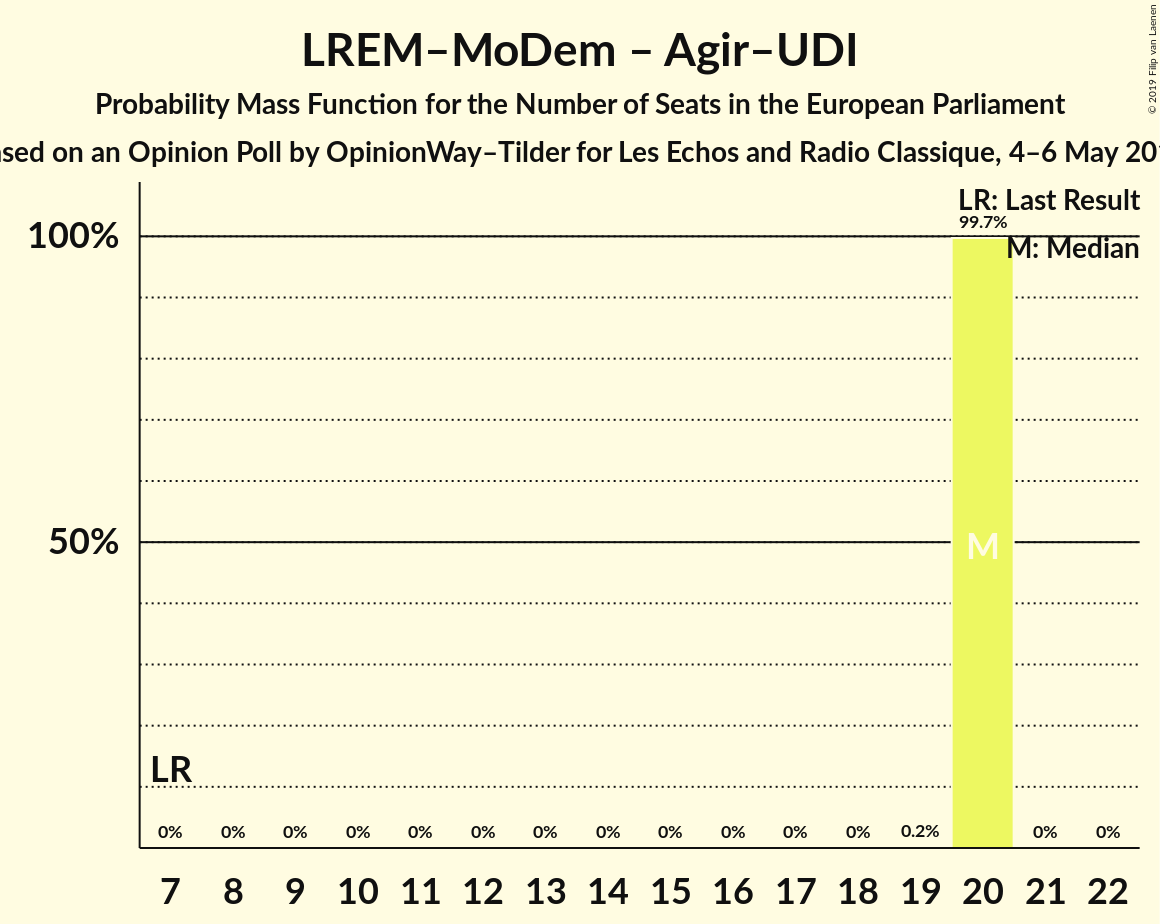 LREM–MoDem – Agir–UDI
Probability Mass Function for the Number of Seats in the European Parliament
on an Opinion Poll by OpinionWay–Tilder for Les Echos and Radio Classique, 4–6 May
© 2019 Filip van Laenen
LR: Last Result
99.7%
M: Median
100%
50%
M
LR
0% 0% 0% 0% 0% 0% 0% 0% 0% 0% 0% 0% 0.2% 0% 0%
7 8 9 10 11 12 13 14 15 16 17 18 19 20 21 22